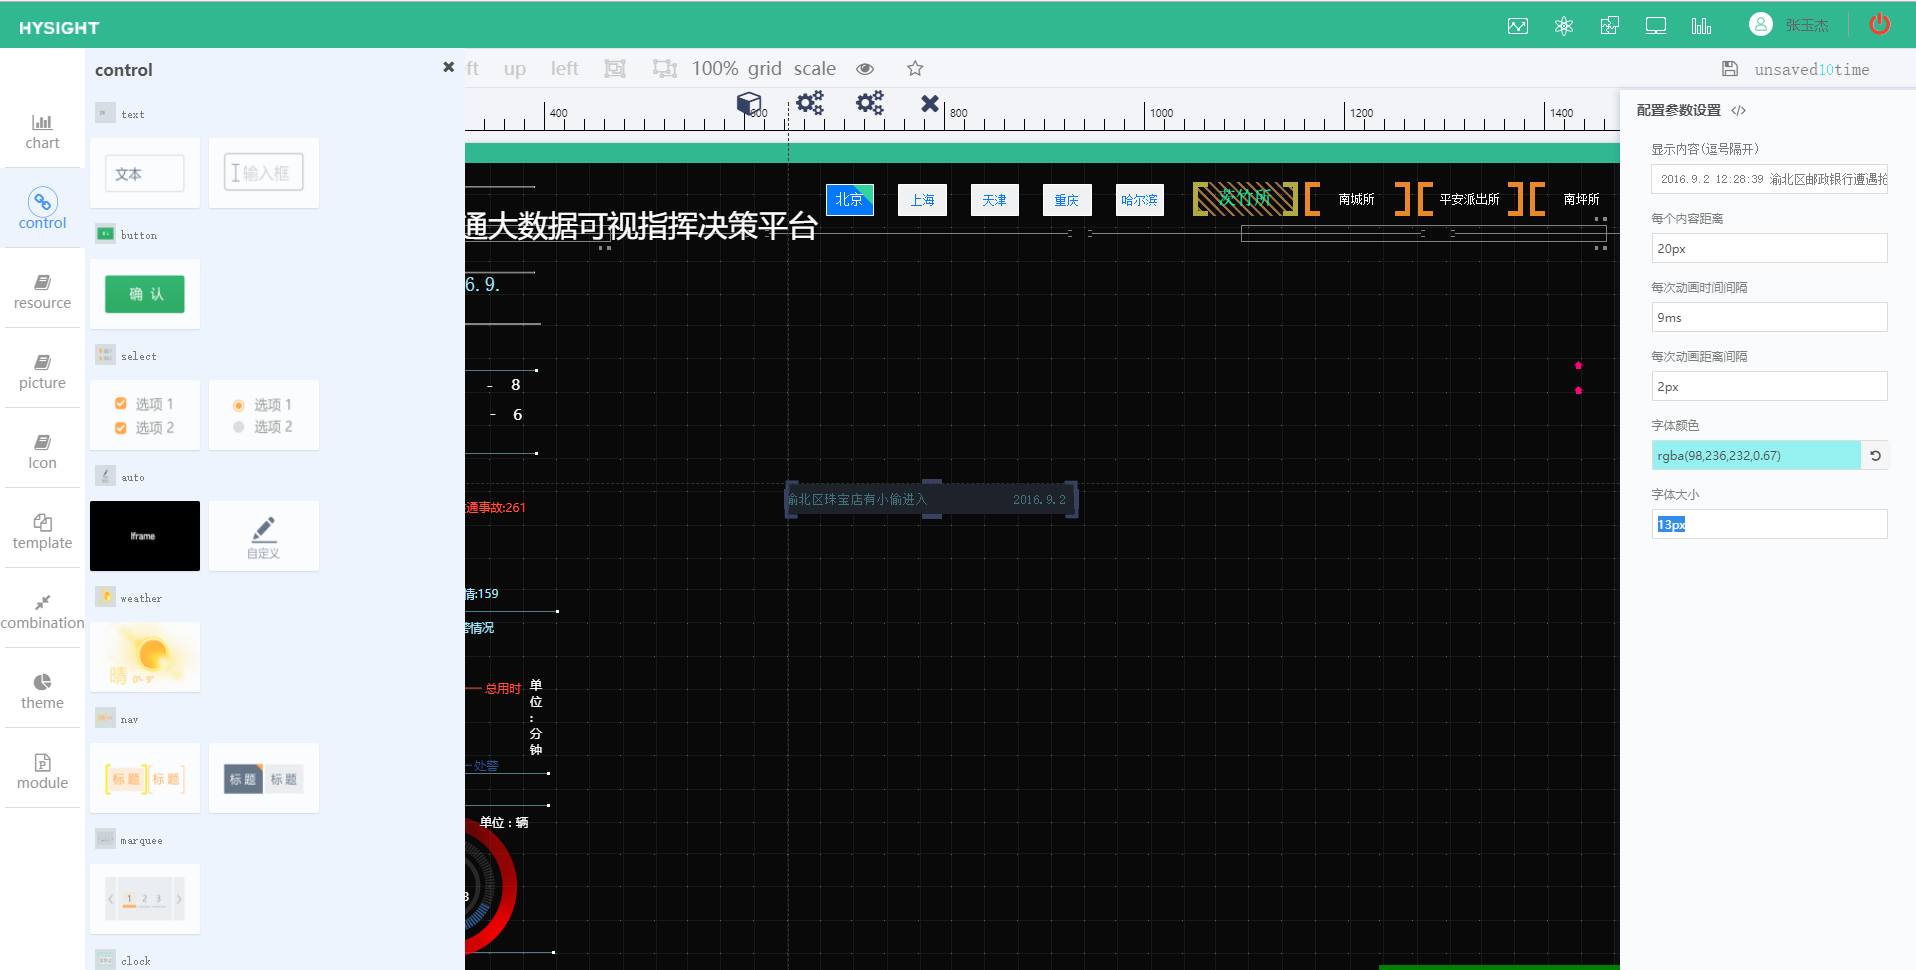 HYSIGHT
张玉杰
control
ft up left 100% grid scale
unsaved10time
400 600 800 1000 1200 1400
chart
control
resource
picture
Icon
template
combination
theme
module
text
文本
输入框
button
确 认
select
选项 1
选项 2
选项 1
选项 2
auto
Iframe
自定义
weather
晴
nav
标 题
标 题
标 题
标 题
marquee
1 2 3
clock
北京
上海
天津
重庆
哈尔滨
茨竹所
南城所
平安派出所
南坪所
通大数据可视指挥决策平台
6.9.
- 8
- 6
通事故:261
渝北区珠宝店有小偷进入 2016.9.2
情:159
警情况
总用时
单位:分钟
处警
单位:辆
3
配置参数设置 </>
显示内容(逗号隔开)
2016.9.2 12:28:39 渝北区邮政银行遭遇抢
每个内容距离
20px
每次动画时间间隔
9ms
每次动画距离间隔
2px
字体颜色
rgba(98,236,232,0.67)
字体大小
13px